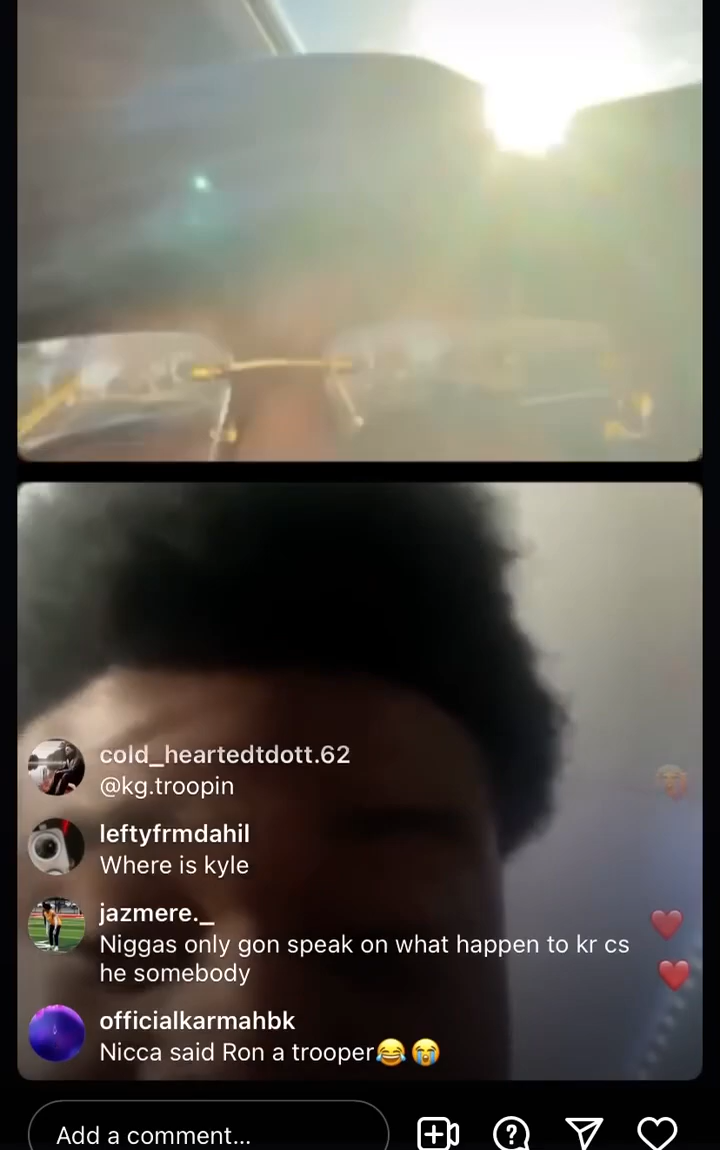 cold_heartedtdott.62
@kg.troopin
leftyfrmdahil
Where is kyle
jazmere._
Niggas only gon speak on what happen to kr cs
he somebody
officialkarmahbk
Nicca said Ron a trooper😂😭
Add a comment...